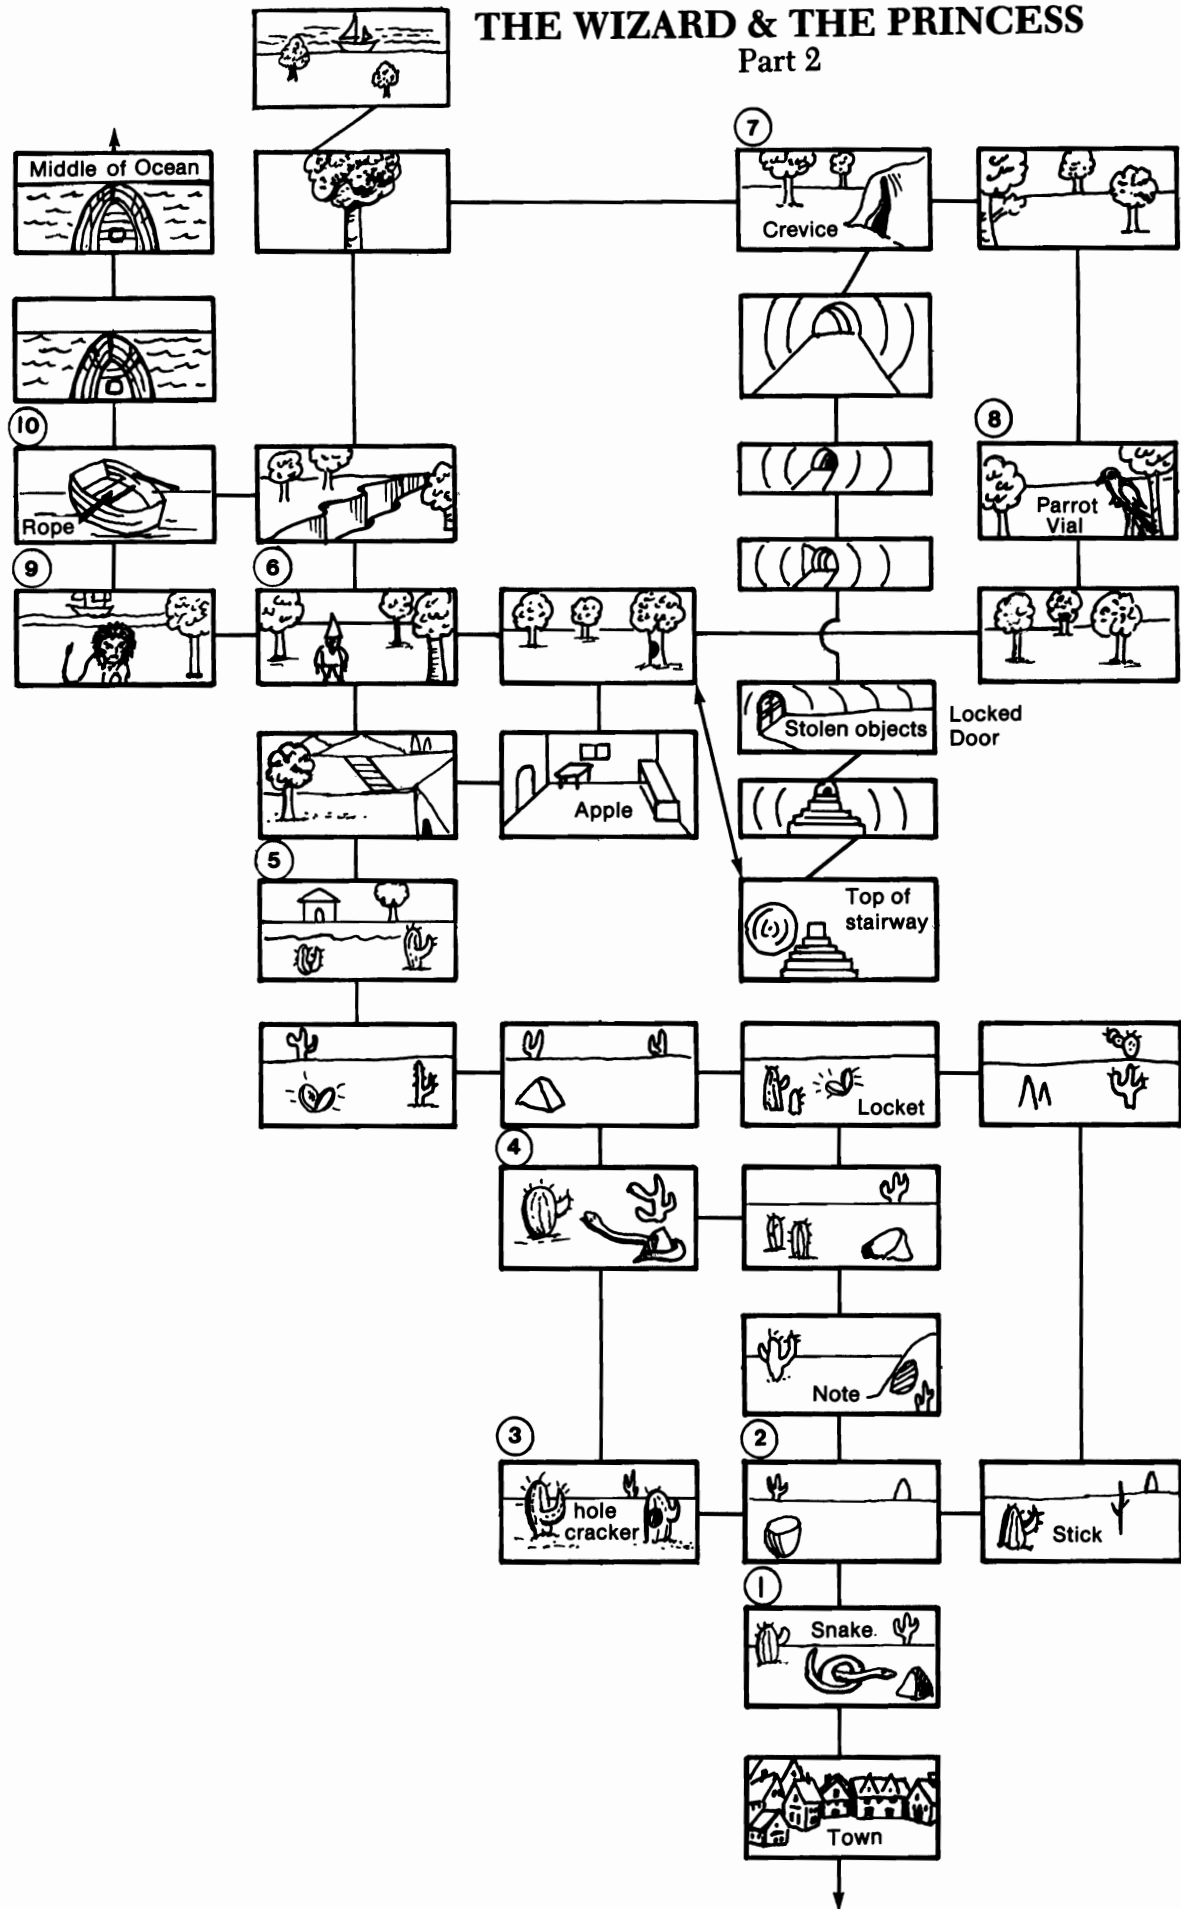 THE WIZARD & THE PRINCESS
Part 2
7
Middle of Ocean
Crevice
10
8
Rope
Parrot
Vial
9
6
Stolen objects
Locked
Door
Apple
5
Top of
stairway
Locket
4
Note
3
2
hole
cracker
Stick
1
Snake.
Town